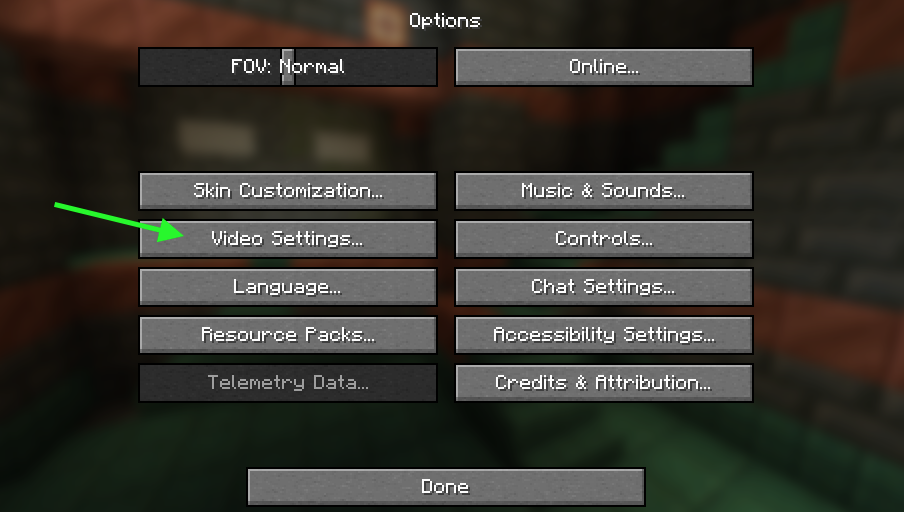 Options
FOV: Normal
Online...
Skin Customization...
Music & Sounds...
Video Settings...
Controls...
Language...
Chat Settings...
Resource Packs...
Accessibility Settings...
Telemetry Data...
Credits & Attribution...
Done